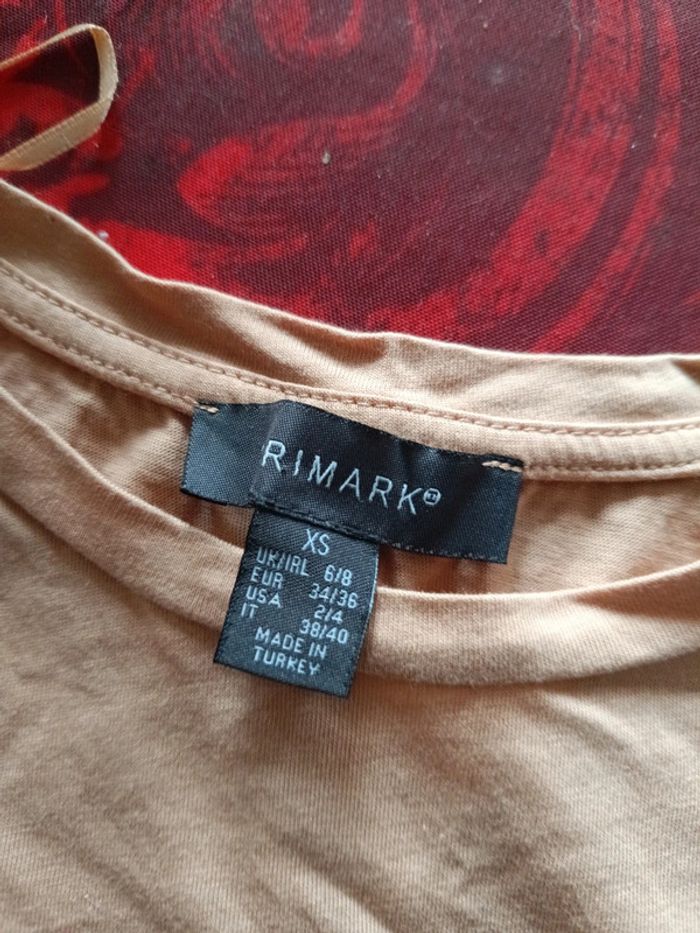 RIMARK®
XS
UK/IRL 6/8
EUR 34/36
USA 2/4
IT 38/40
MADE IN
TURKEY